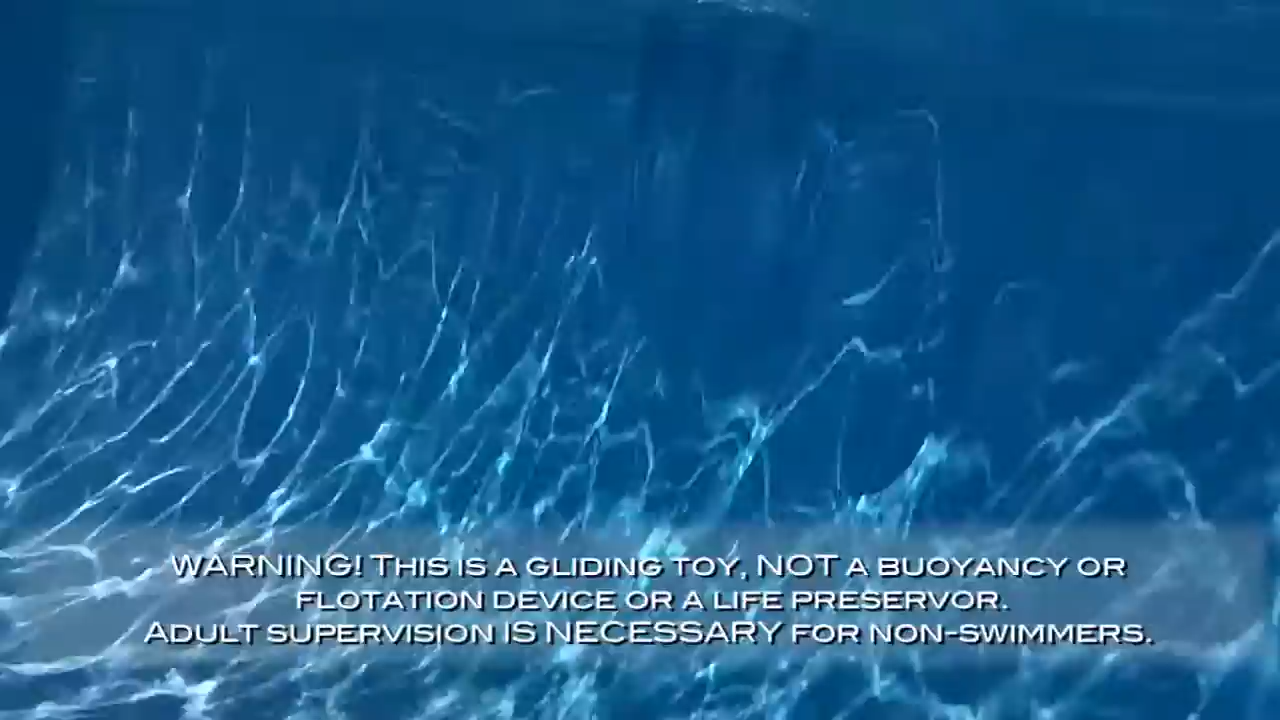 WARNING! THIS IS A GLIDING TOY, NOT A BUOYANCY OR
FLOTATION DEVICE OR A LIFE PRESERVOR.
ADULT SUPERVISION IS NECESSARY FOR NON-SWIMMERS.